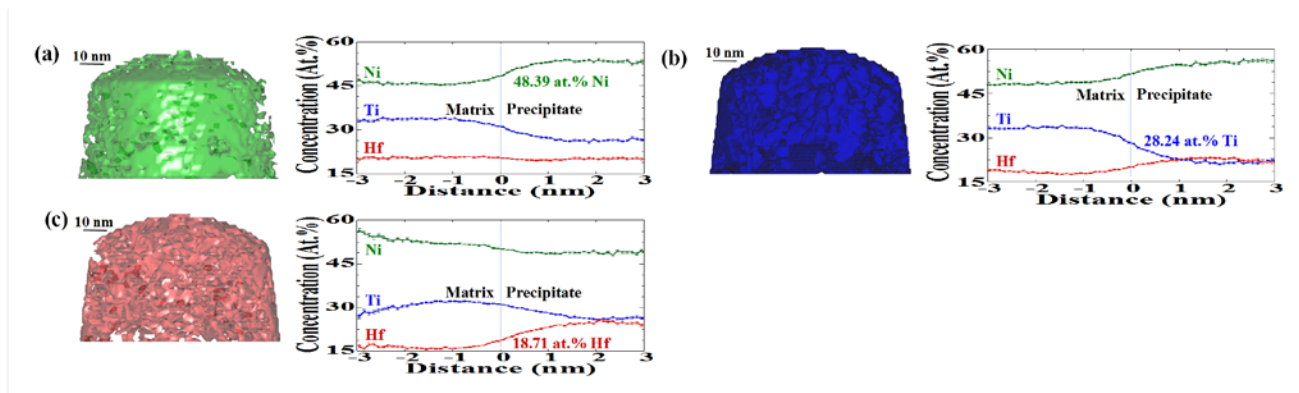 (a)
10 nm
Concentration (At.%)
60
45
30
15
Ni
48.39 at.% Ni
Matrix
Precipitate
Ti
Hf
-3 -2 -1 0 1 2 3
Distance (nm)
(b)
10 nm
Concentration (At.%)
60
45
30
15
Ni
Matrix
Precipitate
Ti
28.24 at.% Ti
Hf
-3 -2 -1 0 1 2 3
Distance (nm)
(c)
10 nm
Concentration (At.%)
60
45
30
15
Ni
Matrix
Precipitate
Ti
Hf
18.71 at.% Hf
-3 -2 -1 0 1 2 3
Distance (nm)